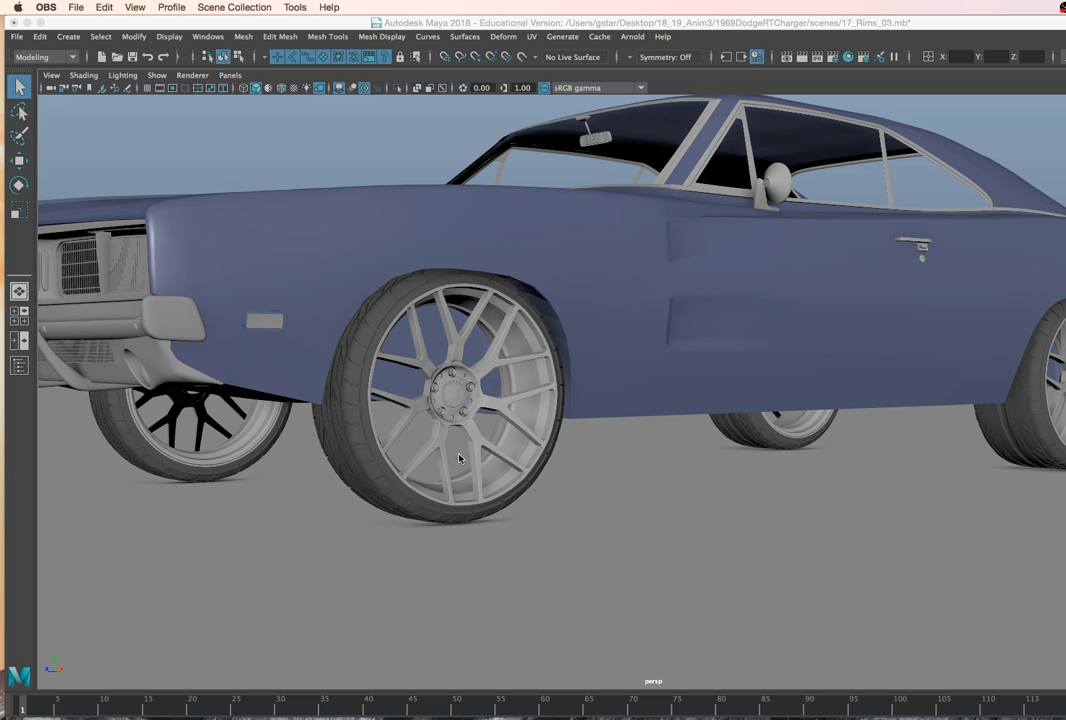 OBS File Edit View Profile Scene Collection Tools Help
Autodesk Maya 2018 - Educational Version: /Users/gstar/Desktop/18_19_Anim3/1969DodgeRTCharger/scenes/17_Rims_03.mb*
File Edit Create Select Modify Display Windows Mesh Edit Mesh Mesh Tools Mesh Display Curves Surfaces Deform UV Generate Cache Arnold Help
Modeling No Live Surface Symmetry: Off X: Y: Z:
View Shading Lighting Show Renderer Panels
0.00 1.00 sRGB gamma
persp
5 10 15 20 25 30 35 40 45 50 55 60 65 70 75 80 85 90 95 100 105 110 115
1